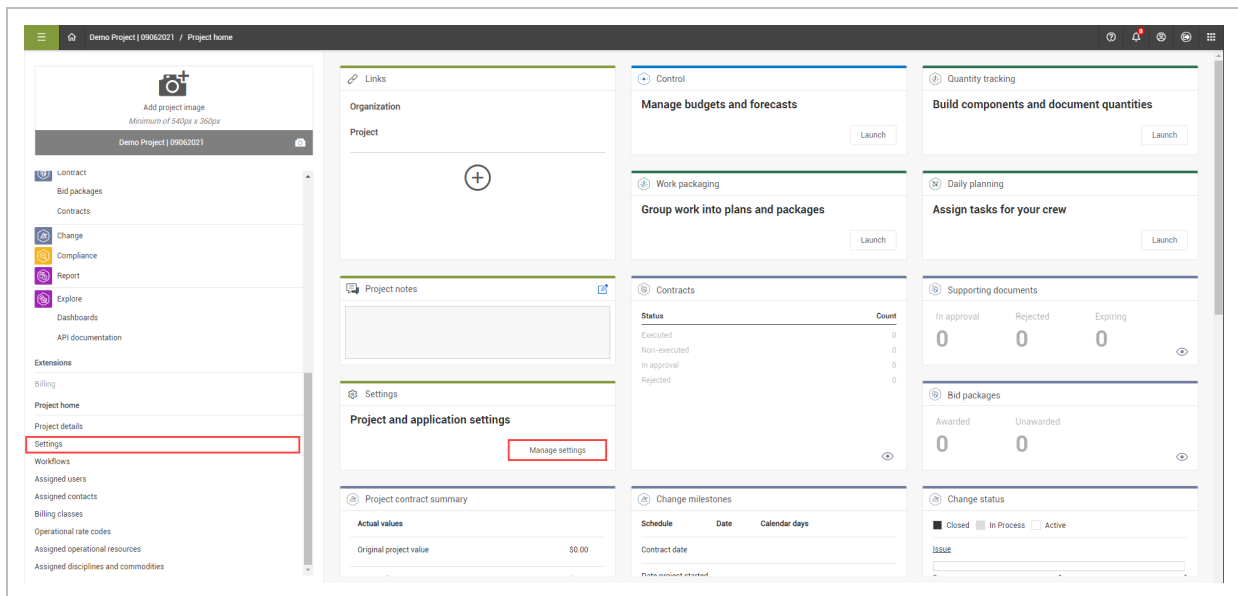 Demo Project | 09062021 / Project home
Add project image
Minimum of 540px x 360px
Demo Project | 09062021
Contract
Bid packages
Contracts
Change
Compliance
Report
Explore
Dashboards
API documentation
Extensions
Billing
Project home
Project details
Settings
Workflows
Assigned users
Assigned contacts
Billing classes
Operational rate codes
Assigned operational resources
Assigned disciplines and commodities
Links
Organization
Project
Control
Manage budgets and forecasts
Launch
Quantity tracking
Build components and document quantities
Launch
Work packaging
Group work into plans and packages
Launch
Daily planning
Assign tasks for your crew
Launch
Project notes
Contracts
Status Count
Executed 0
Non-executed 0
In approval 0
Rejected 0
Supporting documents
In approval Rejected Expiring
0 0 0
Settings
Project and application settings
Manage settings
Bid packages
Awarded Unawarded
0 0
Project contract summary
Actual values
Original project value $0.00
Change milestones
Schedule Date Calendar days
Contract date
Date project started
Change status
Closed In Process Active
Issue